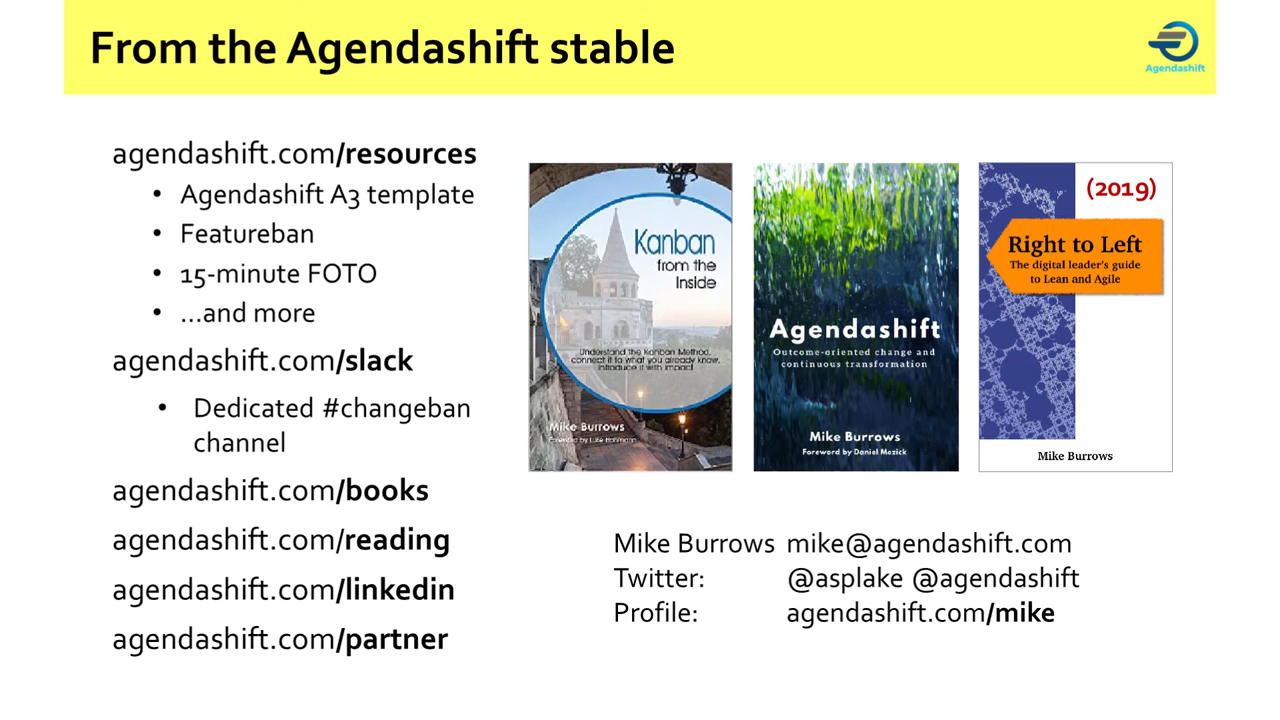 From the Agendashift stable
Agendashift
agendashift.com/resources
• Agendashift A3 template
• Featureban
• 15-minute FOTO
• ...and more
agendashift.com/slack
• Dedicated #changeban
channel
agendashift.com/books
agendashift.com/reading
agendashift.com/linkedin
agendashift.com/partner
Kanban
from the
Inside
Understand the Kanban Method,
connect it to what you already know,
introduce it with impact
Mike Burrows
Foreword by Luke Hohmann
Agendashift
Outcome-oriented change and
continuous transformation
Mike Burrows
Foreword by Daniel Mezick
(2019)
Right to Left
The digital leader's guide
to Lean and Agile
Mike Burrows
Mike Burrows mike@agendashift.com
Twitter: @asplake @agendashift
Profile: agendashift.com/mike